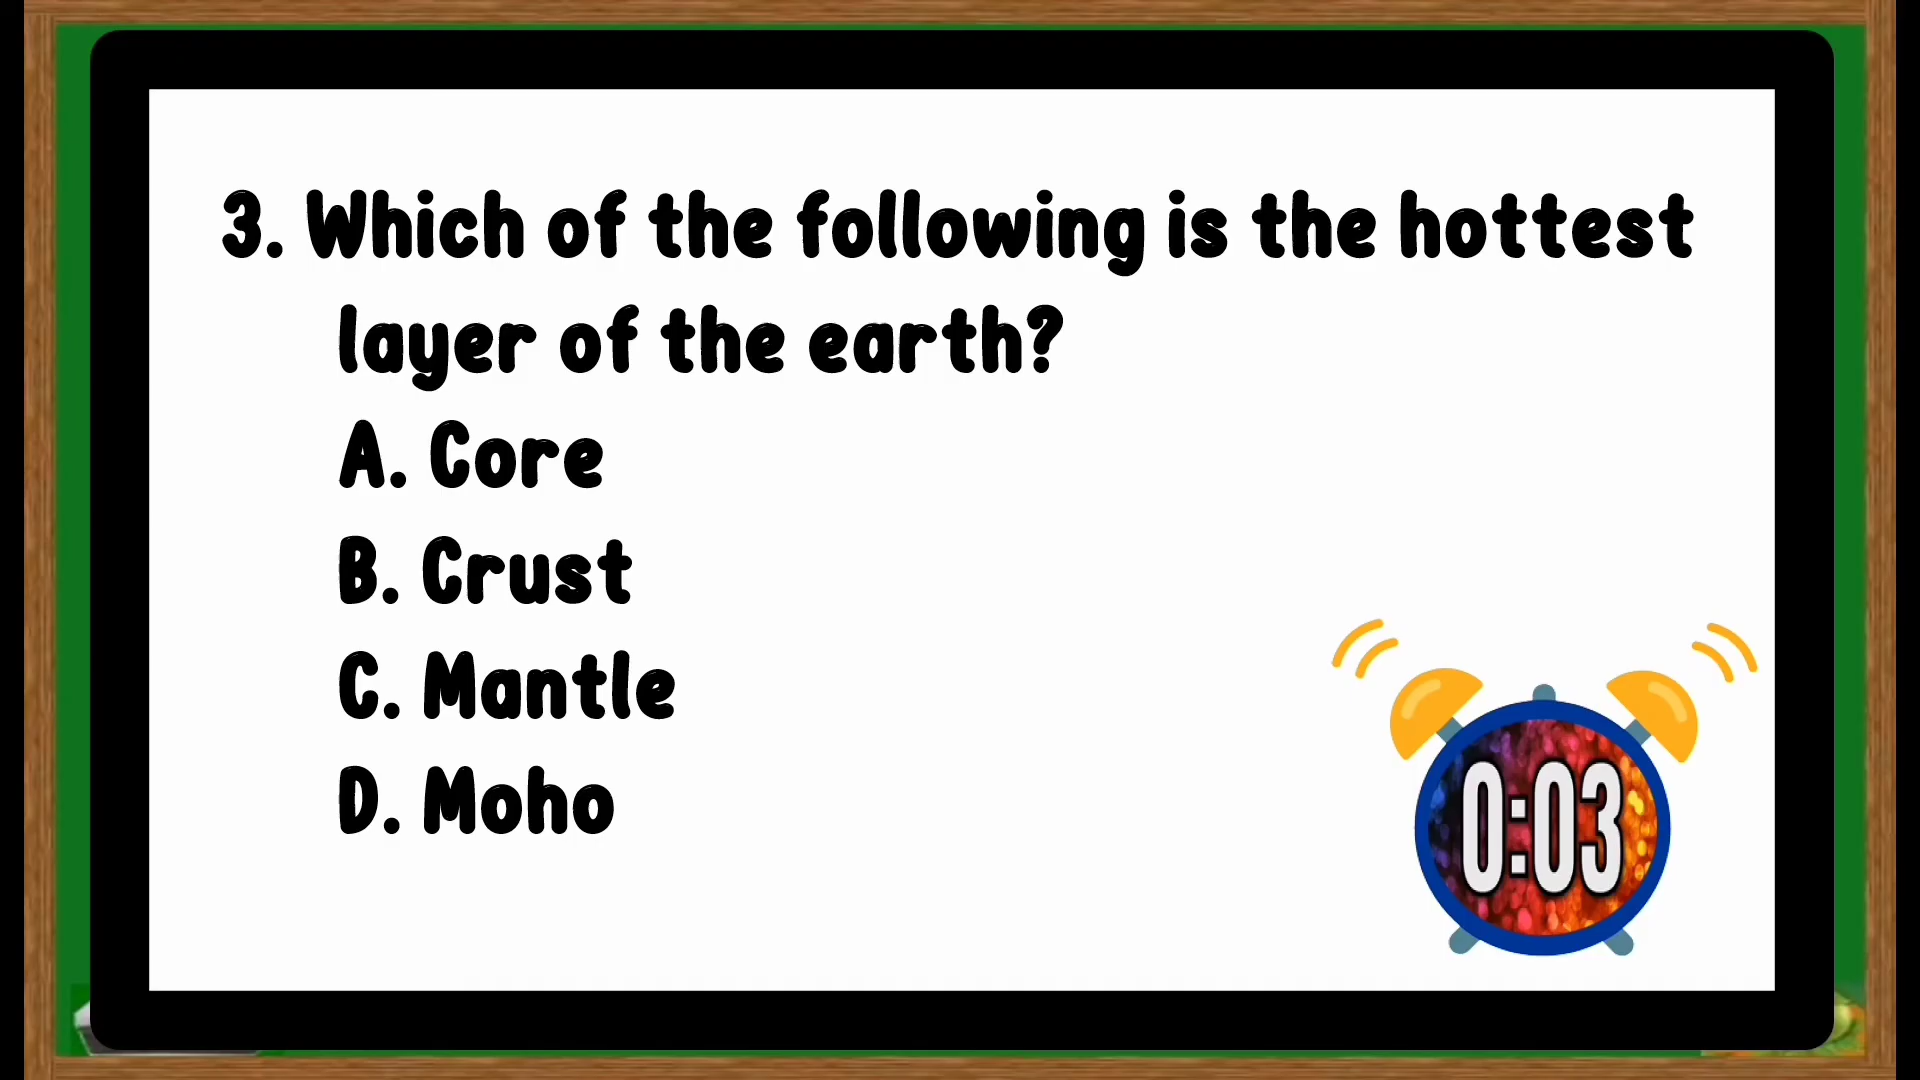 3. Which of the following is the hottest
layer of the earth?
A. Core
B. Crust
C. Mantle
D. Moho
0:03